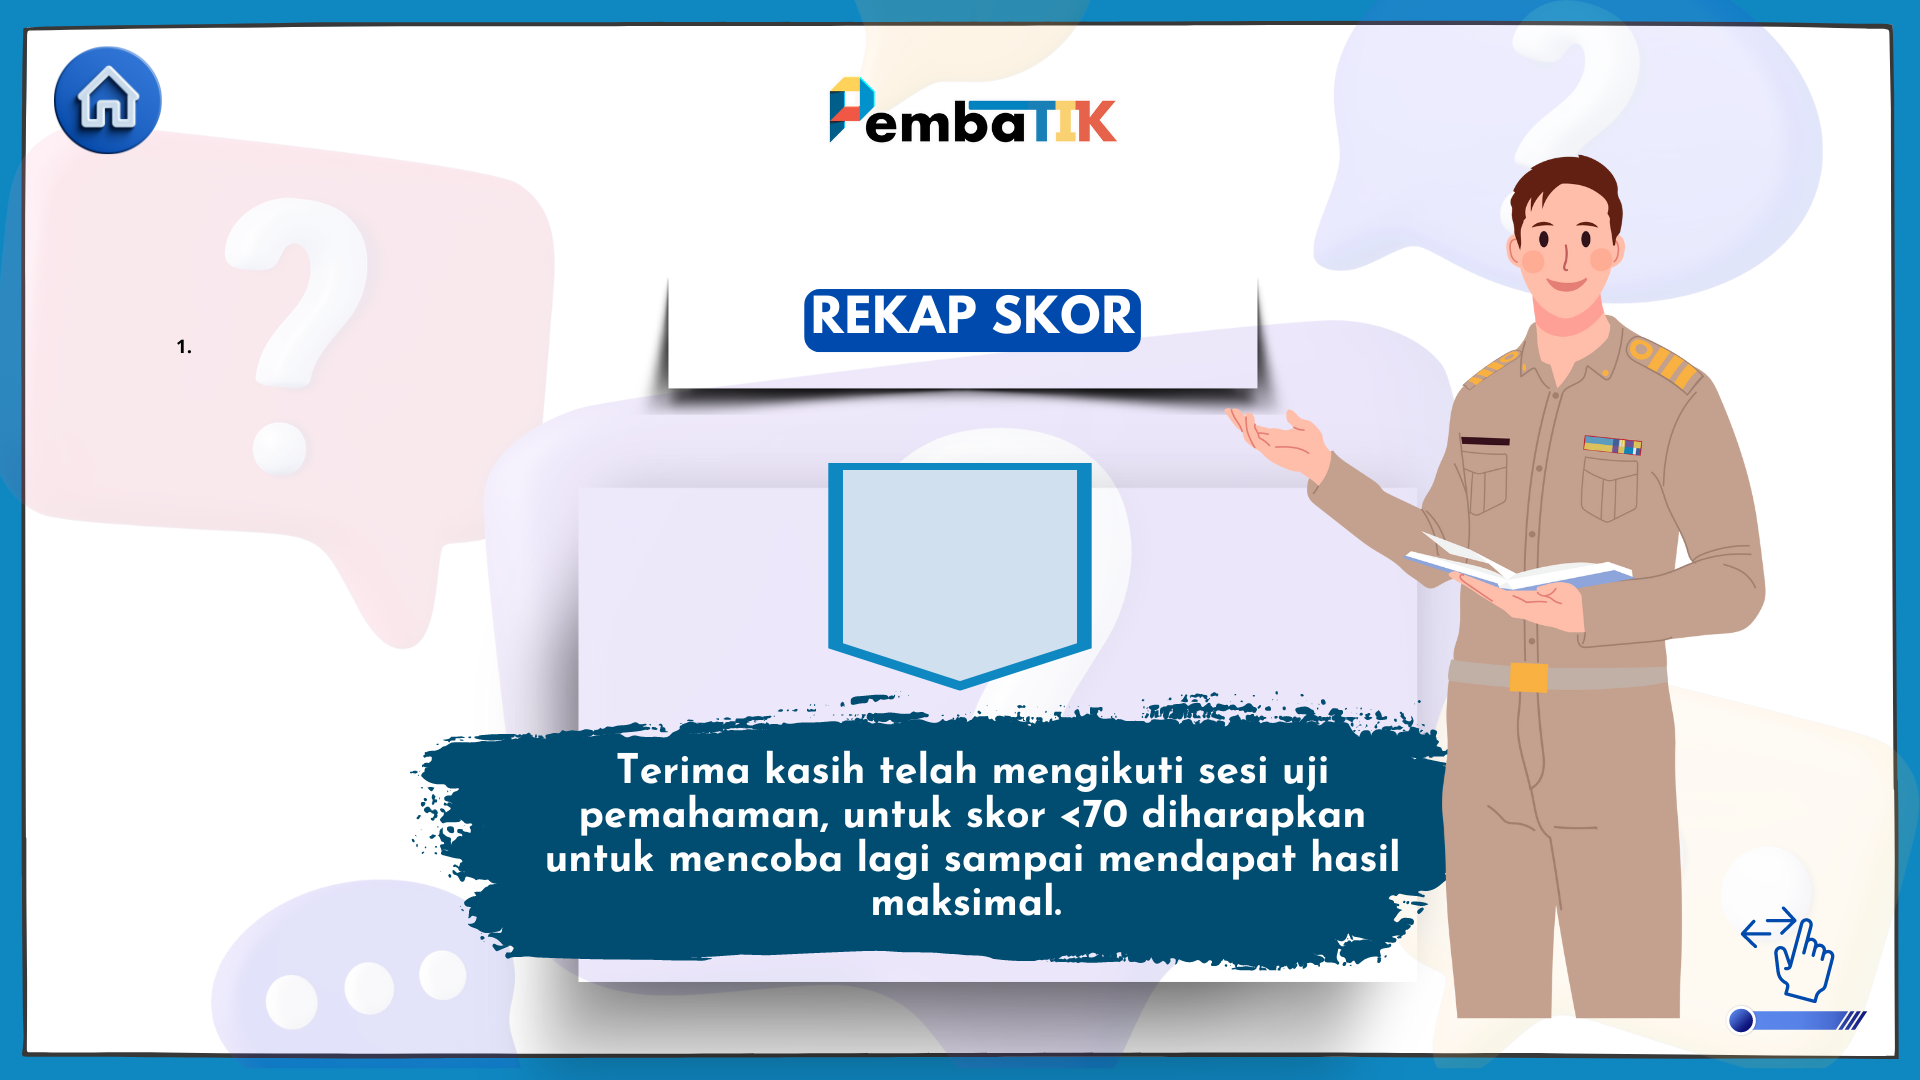 PembaTIK
REKAP SKOR
1.
Terima kasih telah mengikuti sesi uji
pemahaman, untuk skor <70 diharapkan
untuk mencoba lagi sampai mendapat hasil
maksimal.